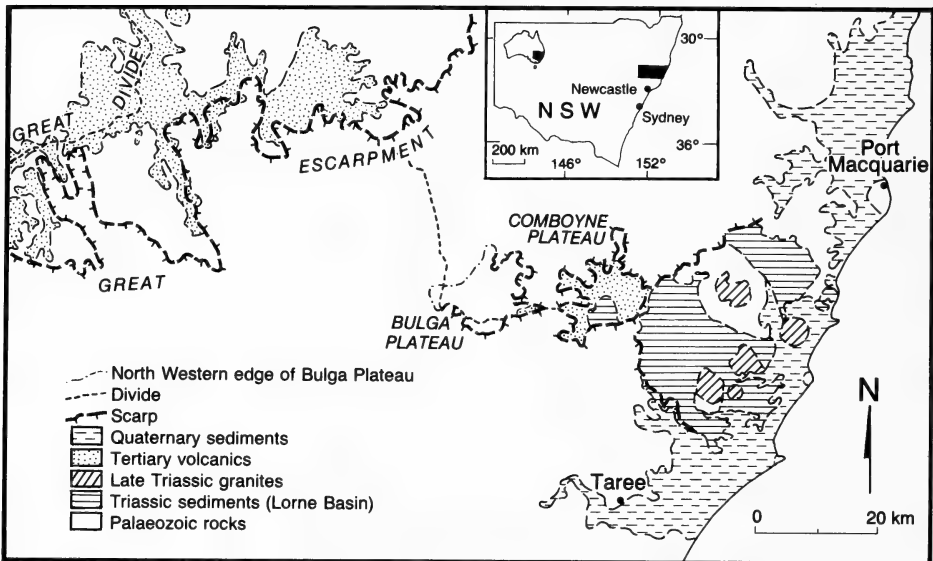 GREAT
DIVIDE
ESCARPMENT
GREAT
30°
Newcastle
NSW
Sydney
36°
200 km
146°
152°
Port
Macquarie
COMBOYNE
PLATEAU
BULGA
PLATEAU
North Western edge of Bulga Plateau
Divide
Scarp
Quaternary sediments
Tertiary volcanics
Late Triassic granites
Triassic sediments (Lorne Basin)
Palaeozoic rocks
Taree
N
0 20 km